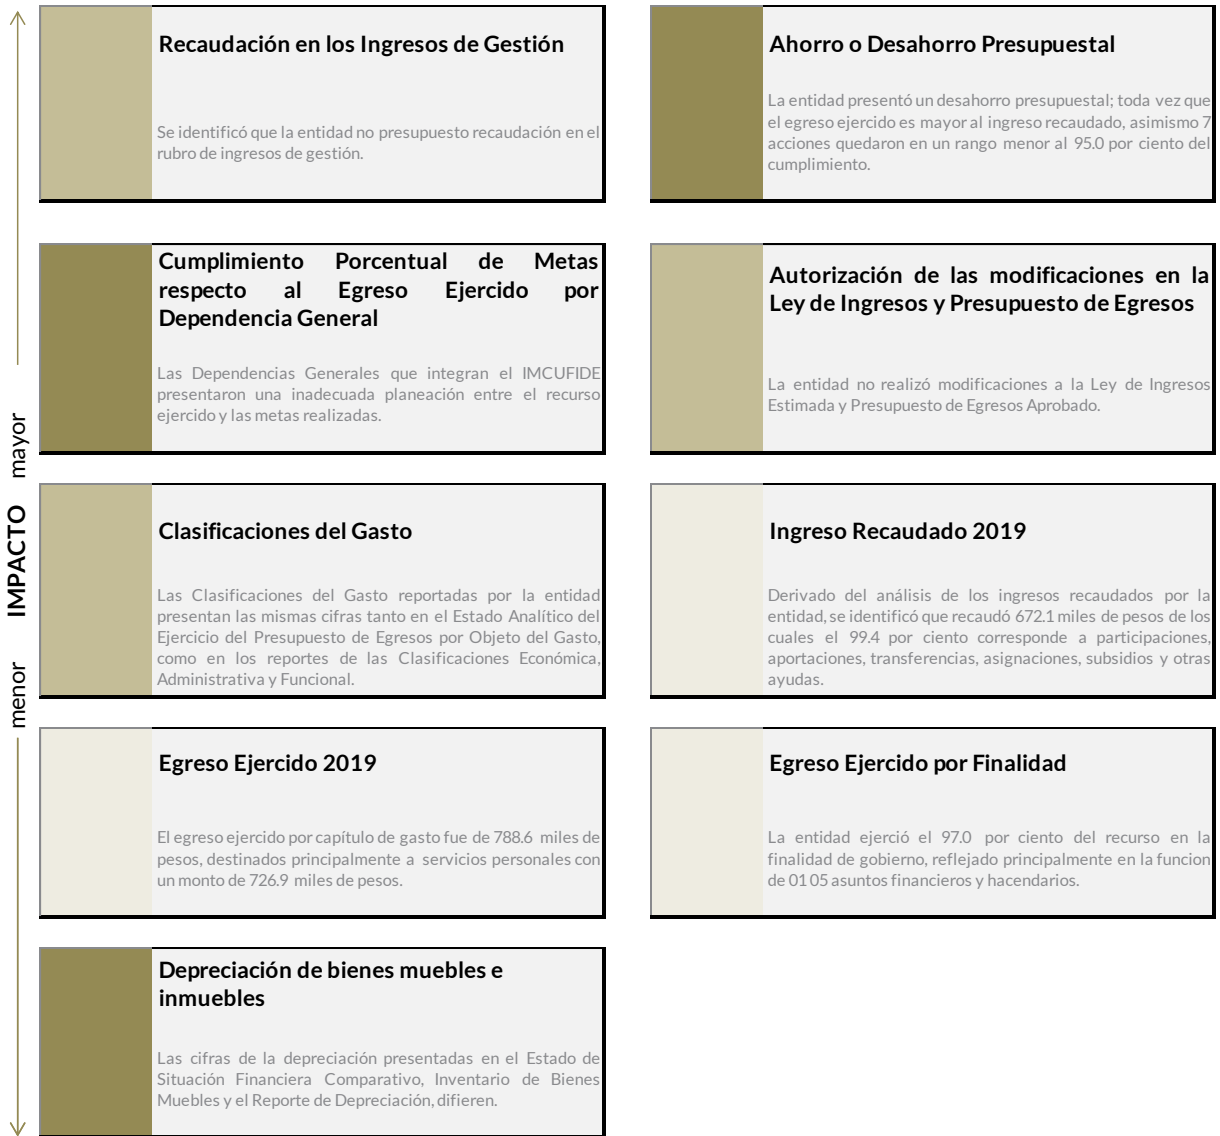 Recaudación en los Ingresos de Gestión
Se identificó que la entidad no presupuesto recaudación en el
rubro de ingresos de gestión.
Ahorro o Desahorro Presupuestal
La entidad presentó un desahorro presupuestal; toda vez que
el egreso ejercido es mayor al ingreso recaudado, asimismo 7
acciones quedaron en un rango menor al 95.0 por ciento del
cumplimiento.
Cumplimiento Porcentual de Metas
respecto al Egreso Ejercido por
Dependencia General
Las Dependencias Generales que integran el IMCUFIDE
presentaron una inadecuada planeación entre el recurso
ejercido y las metas realizadas.
Autorización de las modificaciones en la
Ley de Ingresos y Presupuesto de Egresos
La entidad no realizó modificaciones a la Ley de Ingresos
Estimada y Presupuesto de Egresos Aprobado.
mayor
IMPACTO
menor
Clasificaciones del Gasto
Las Clasificaciones del Gasto reportadas por la entidad
presentan las mismas cifras tanto en el Estado Analítico del
Ejercicio del Presupuesto de Egresos por Objeto del Gasto,
como en los reportes de las Clasificaciones Económica,
Administrativa y Funcional.
Ingreso Recaudado 2019
Derivado del análisis de los ingresos recaudados por la
entidad, se identificó que recaudó 672.1 miles de pesos de los
cuales el 99.4 por ciento corresponde a participaciones,
aportaciones, transferencias, asignaciones, subsidios y otras
ayudas.
Egreso Ejercido 2019
El egreso ejercido por capítulo de gasto fue de 788.6 miles de
pesos, destinados principalmente a servicios personales con
un monto de 726.9 miles de pesos.
Egreso Ejercido por Finalidad
La entidad ejerció el 97.0 por ciento del recurso en la
finalidad de gobierno, reflejado principalmente en la funcion
de 01 05 asuntos financieros y hacendarios.
Depreciación de bienes muebles e
inmuebles
Las cifras de la depreciación presentadas en el Estado de
Situación Financiera Comparativo, Inventario de Bienes
Muebles y el Reporte de Depreciación, difieren.